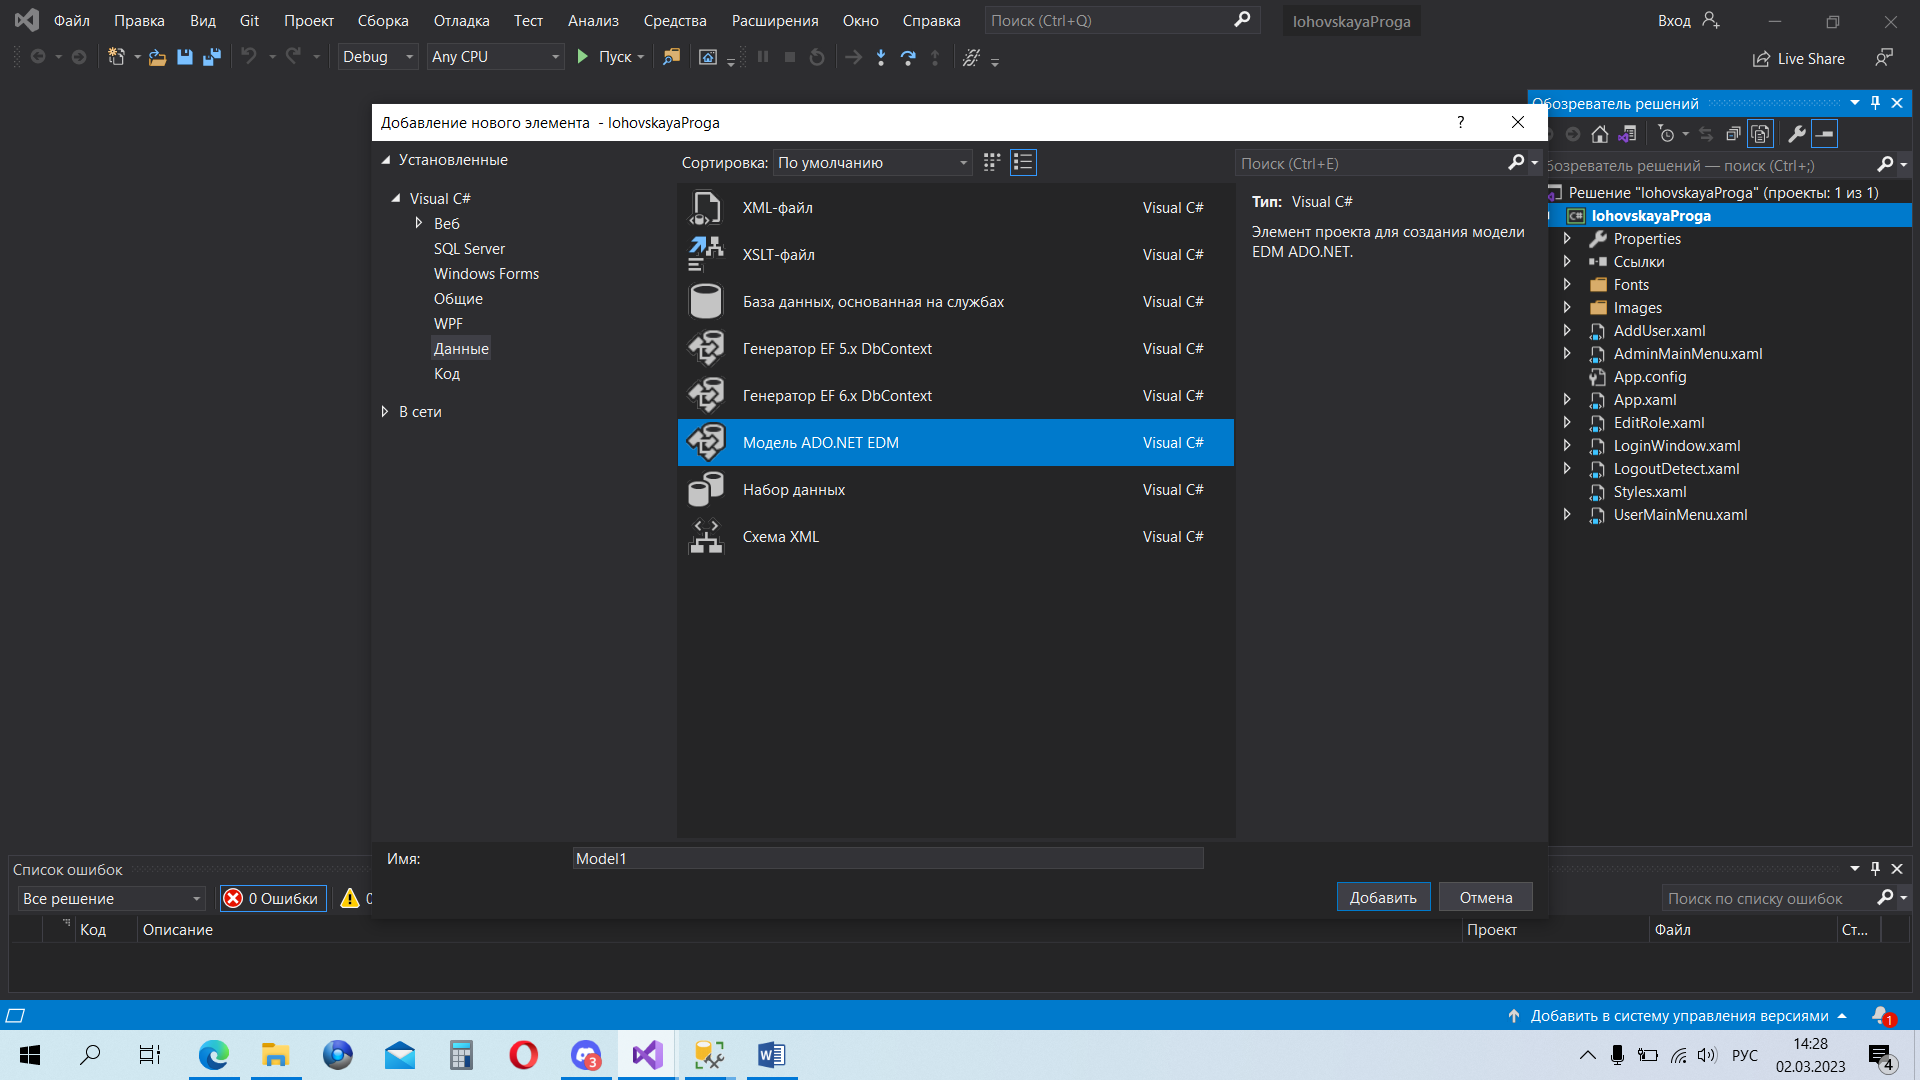 Файл Правка Вид Git Проект Сборка Отладка Тест Анализ Средства Расширения Окно Справка Поиск (Ctrl+Q) lohovskayaProga Вход
Debug Any CPU Пуск Live Share
Добавление нового элемента - lohovskayaProga ?
Установленные
Visual C#
Веб
SQL Server
Windows Forms
Общие
WPF
Данные
Код
В сети
Сортировка: По умолчанию
Поиск (Ctrl+E)
XML-файл Visual C#
XSLT-файл Visual C#
База данных, основанная на службах Visual C#
Генератор EF 5.x DbContext Visual C#
Генератор EF 6.x DbContext Visual C#
Модель ADO.NET EDM Visual C#
Набор данных Visual C#
Схема XML Visual C#
Тип: Visual C#
Элемент проекта для создания модели
EDM ADO.NET.
Имя: Model1
Добавить Отмена
Обозреватель решений
бозреватель решений — поиск (Ctrl+;)
Решение "lohovskayaProga" (проекты: 1 из 1)
C# lohovskayaProga
Properties
Ссылки
Fonts
Images
AddUser.xaml
AdminMainMenu.xaml
App.config
App.xaml
EditRole.xaml
LoginWindow.xaml
LogoutDetect.xaml
Styles.xaml
UserMainMenu.xaml
Список ошибок
Все решение 0 Ошибки 0 Поиск по списку ошибок
Код Описание Проект Файл Ст...
Добавить в систему управления версиями 1
3 РУС 14:28
02.03.2023 4